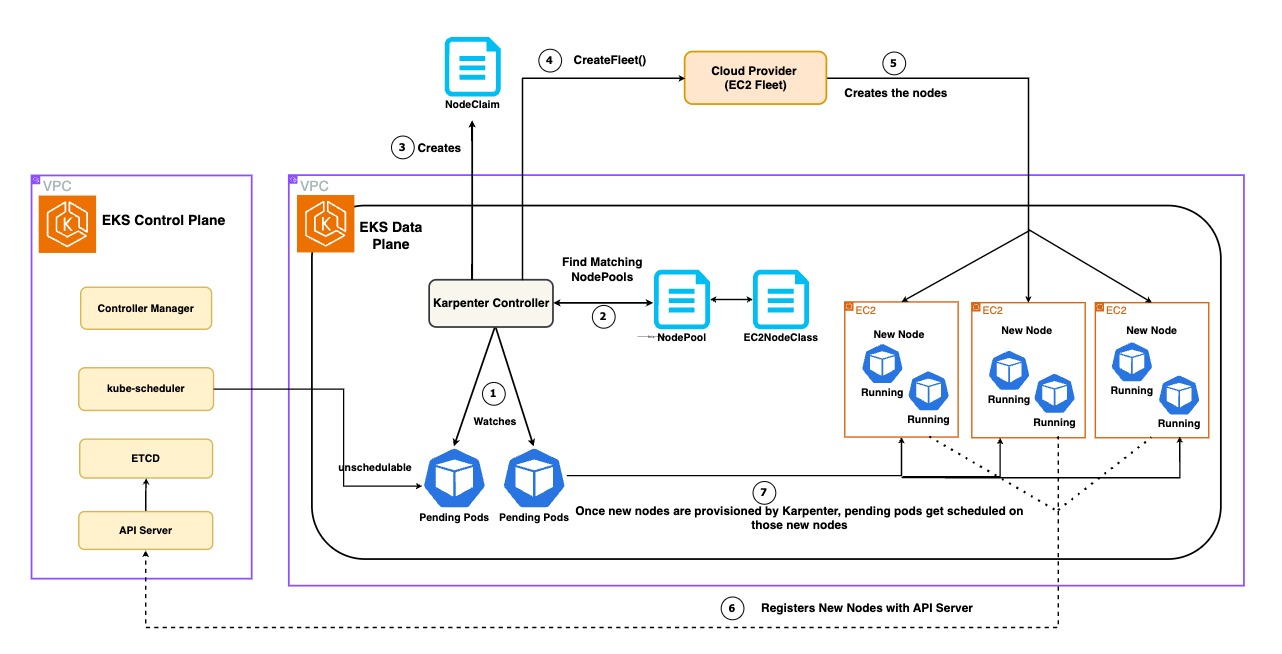 4
CreateFleet()
Cloud Provider
(EC2 Fleet)
5
Creates the nodes
NodeClaim
3
Creates
VPC
EKS Control Plane
Controller Manager
kube-scheduler
ETCD
API Server
VPC
EKS Data
Plane
Karpenter Controller
Find Matching
NodePools
2
NodePool
EC2NodeClass
1
Watches
unschedulable
Pending Pods
Pending Pods
EC2
New Node
Running
Running
EC2
New Node
Running
Running
EC2
New Node
Running
Running
7
Once new nodes are provisioned by Karpenter, pending pods get scheduled on
those new nodes
6
Registers New Nodes with API Server